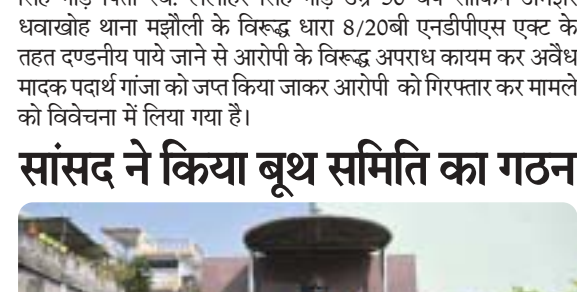 धवाखोह थाना मझौली के विरूद्ध धारा 8/20बी एनडीपीएस एक्ट के
तहत दण्डनीय पाये जाने से आरोपी के विरूद्ध अपराध कायम कर अवैध
मादक पदार्थ गांजा को जप्त किया जाकर आरोपी को गिरफ्तार कर मामले
को विवेचना में लिया गया है।
सांसद ने किया बूथ समिति का गठन